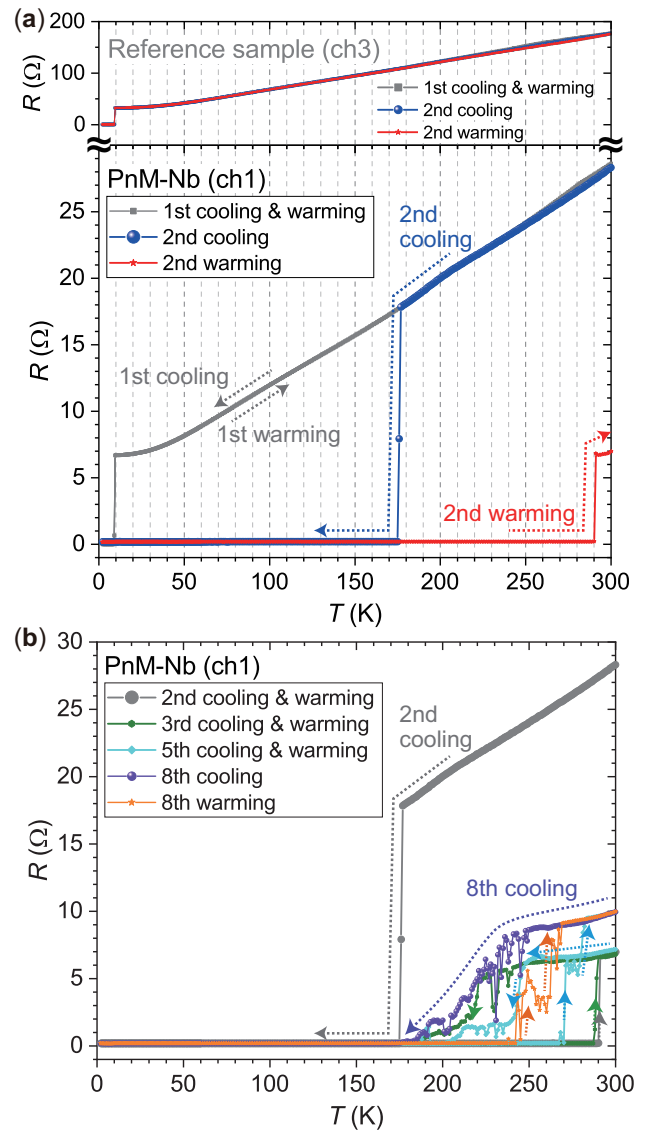 (a)
200
100
0
R (Ω)
Reference sample (ch3)
1st cooling & warming
2nd cooling
2nd warming
PnM-Nb (ch1)
1st cooling & warming
2nd cooling
2nd warming
2nd
cooling
1st cooling
1st warming
2nd warming
25
20
15
10
5
0
R (Ω)
0 50 100 150 200 250 300
T (K)
(b)
30
25
20
15
10
5
0
R (Ω)
PnM-Nb (ch1)
2nd cooling & warming
3rd cooling & warming
5th cooling & warming
8th cooling
8th warming
2nd
cooling
8th cooling
0 50 100 150 200 250 300
T (K)